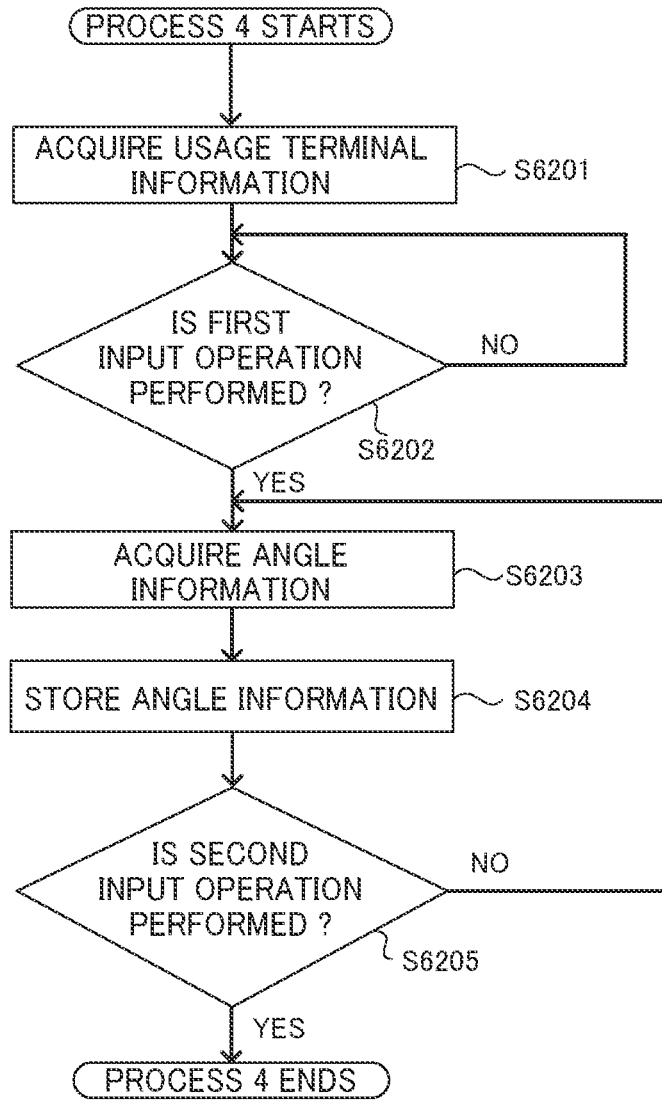 PROCESS 4 STARTS
ACQUIRE USAGE TERMINAL
INFORMATION
S6201
IS FIRST
INPUT OPERATION
PERFORMED ?
NO
S6202
YES
ACQUIRE ANGLE
INFORMATION
S6203
STORE ANGLE INFORMATION
S6204
IS SECOND
INPUT OPERATION
PERFORMED ?
NO
S6205
YES
PROCESS 4 ENDS